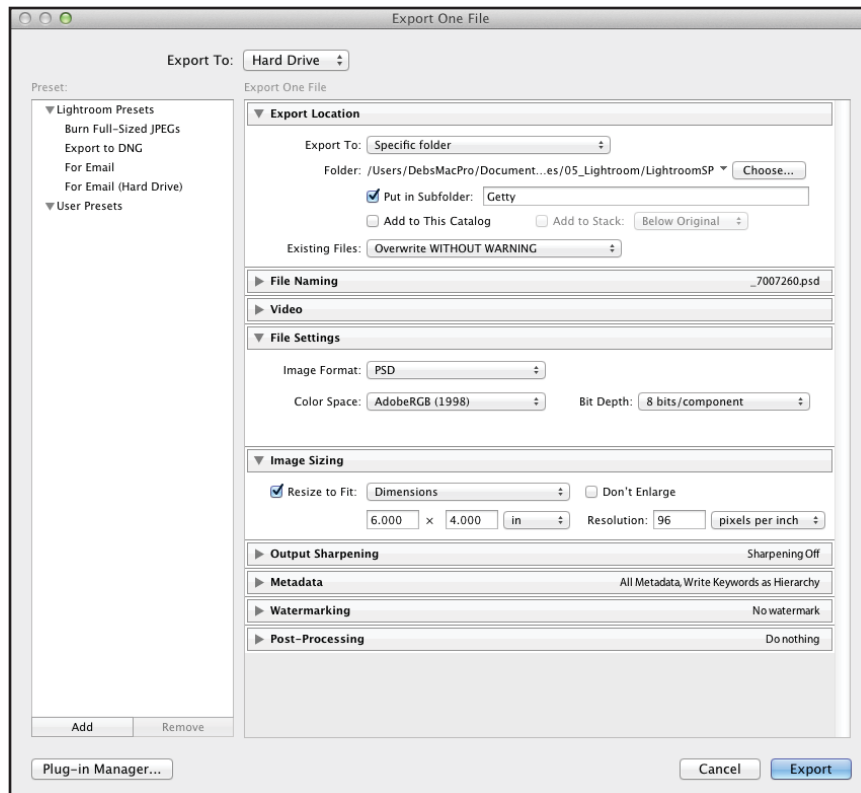 Export One File
Export To: Hard Drive
Preset:
Export One File
Lightroom Presets
Burn Full-Sized JPEGs
Export to DNG
For Email
For Email (Hard Drive)
User Presets
Export Location
Export To: Specific folder
Folder: /Users/DebsMacPro/Document...es/05_Lightroom/LightroomSP Choose...
Put in Subfolder: Getty
Add to This Catalog Add to Stack: Below Original
Existing Files: Overwrite WITHOUT WARNING
File Naming _7007260.psd
Video
File Settings
Image Format: PSD
Color Space: AdobeRGB (1998) Bit Depth: 8 bits/component
Image Sizing
Resize to Fit: Dimensions Don't Enlarge
6.000 × 4.000 in Resolution: 96 pixels per inch
Output Sharpening Sharpening Off
Metadata All Metadata, Write Keywords as Hierarchy
Watermarking No watermark
Post-Processing Do nothing
Add Remove
Plug-in Manager... Cancel Export